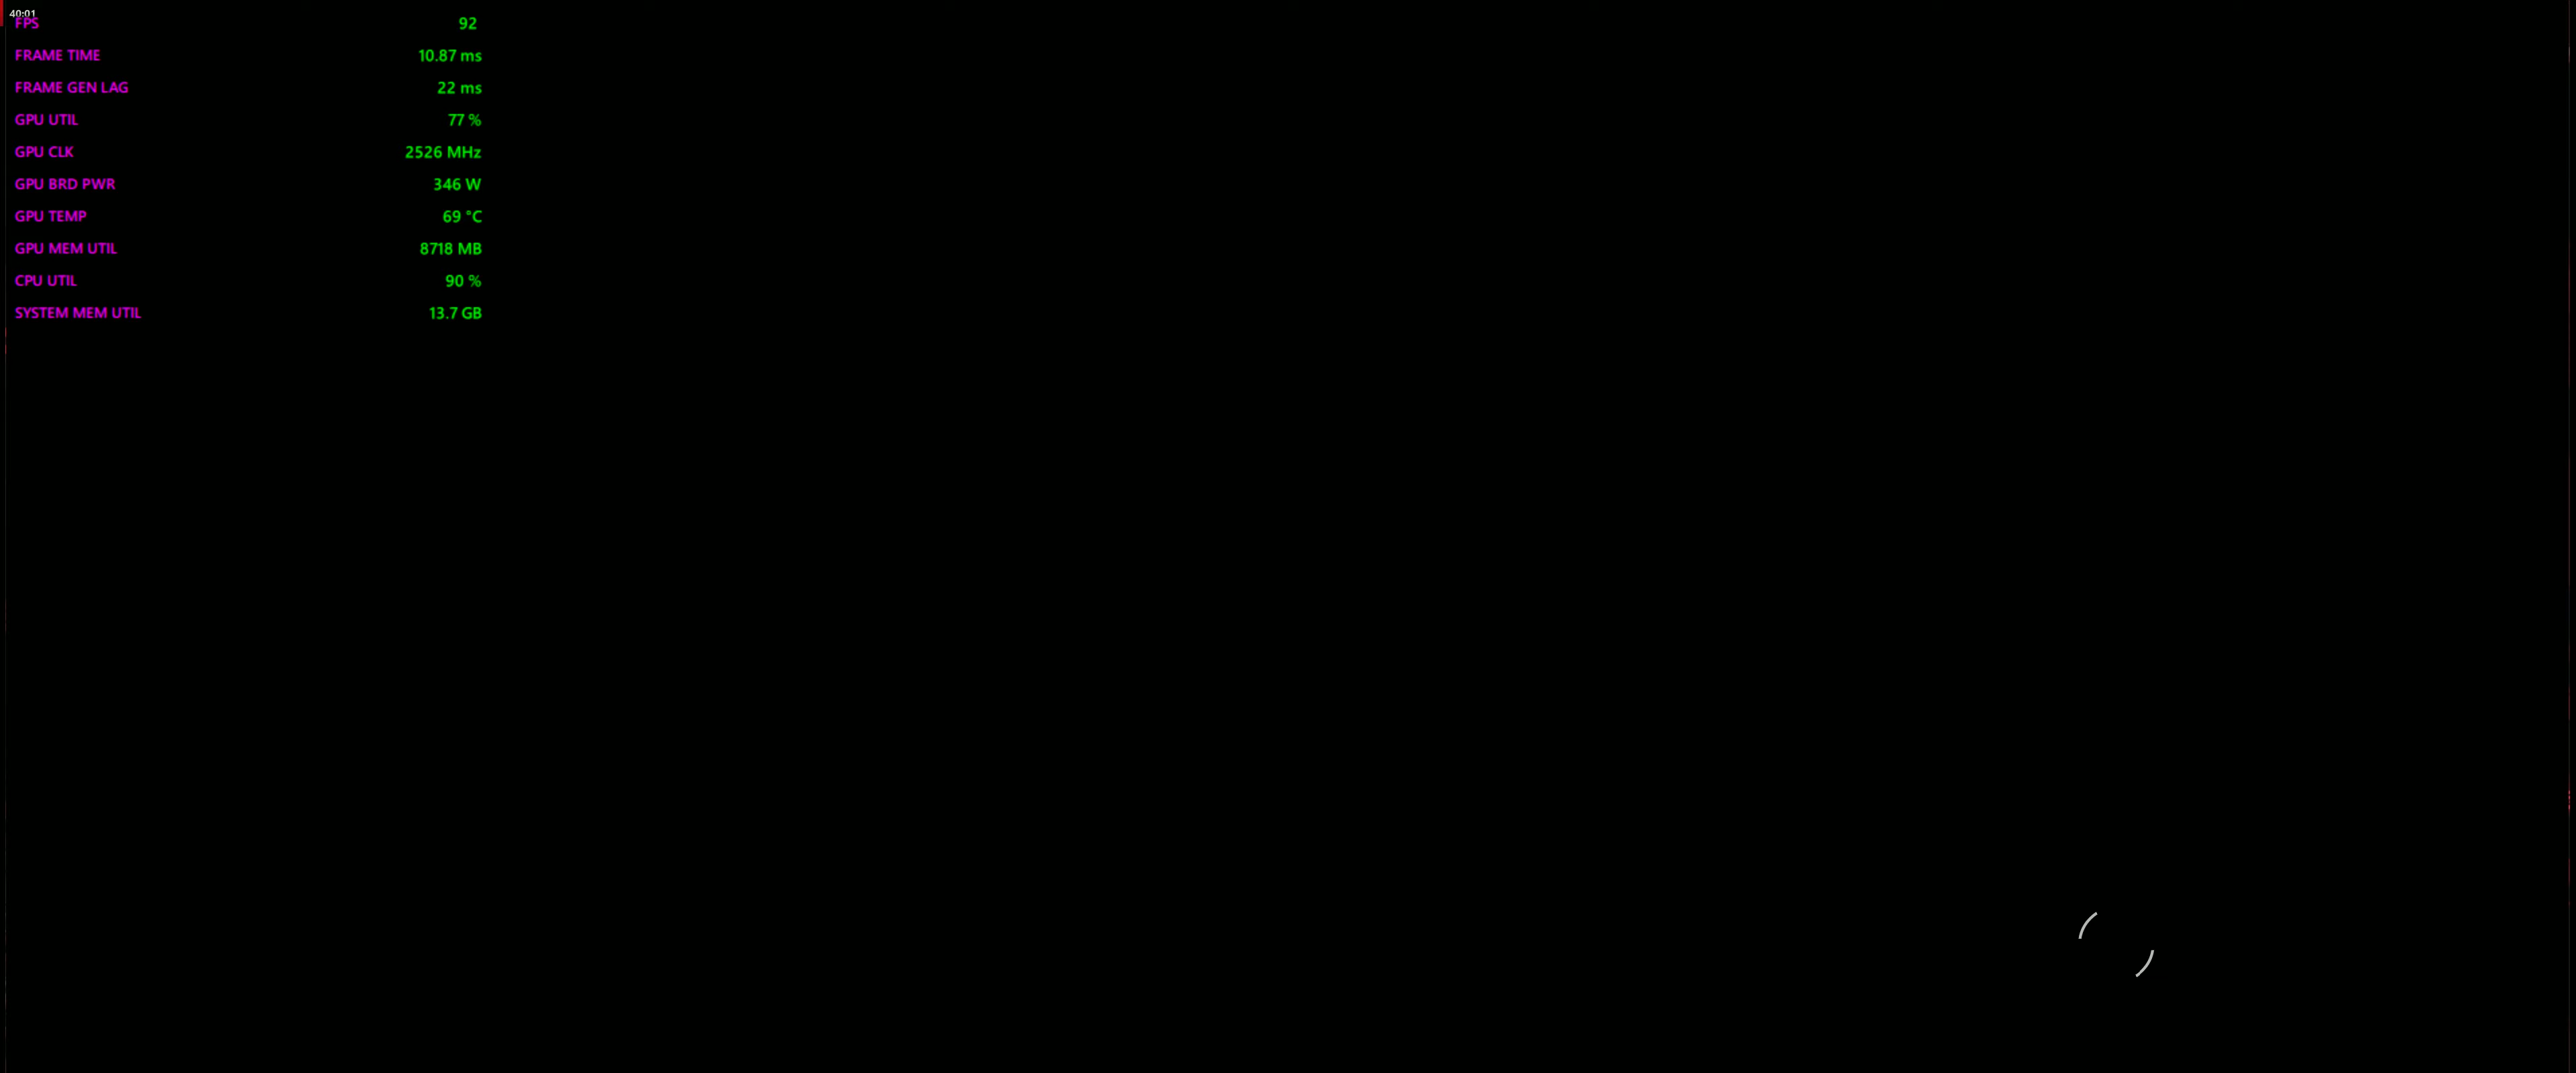 40:01
FPS 92
FRAME TIME 10.87 ms
FRAME GEN LAG 22 ms
GPU UTIL 77 %
GPU CLK 2526 MHz
GPU BRD PWR 346 W
GPU TEMP 69 °C
GPU MEM UTIL 8718 MB
CPU UTIL 90 %
SYSTEM MEM UTIL 13.7 GB